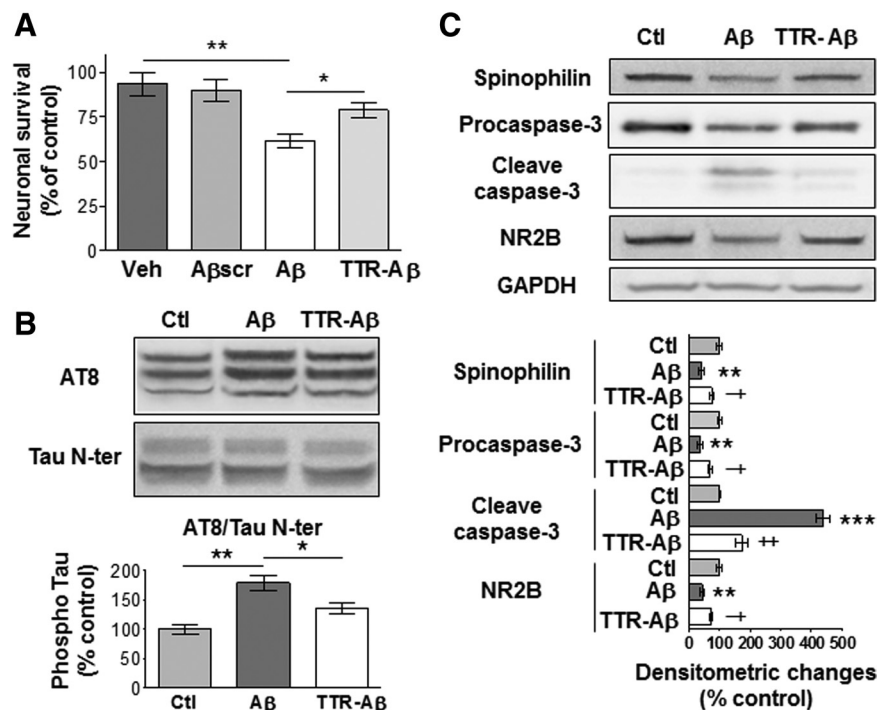 A
Neuronal survival
(% of control)
100
75
50
25
0
**
*
Veh Aβscr Aβ TTR-Aβ
B
Ctl Aβ TTR-Aβ
AT8
Tau N-ter
AT8/Tau N-ter
Phospho Tau
(% control)
200
150
100
50
0
**
*
Ctl Aβ TTR-Aβ
C
Ctl Aβ TTR-Aβ
Spinophilin
Procaspase-3
Cleave
caspase-3
NR2B
GAPDH
Spinophilin
Ctl
Aβ **
TTR-Aβ †
Procaspase-3
Ctl
Aβ **
TTR-Aβ †
Cleave
caspase-3
Ctl
Aβ ***
TTR-Aβ ††
NR2B
Ctl
Aβ **
TTR-Aβ †
0 100 200 300 400 500
Densitometric changes
(% control)